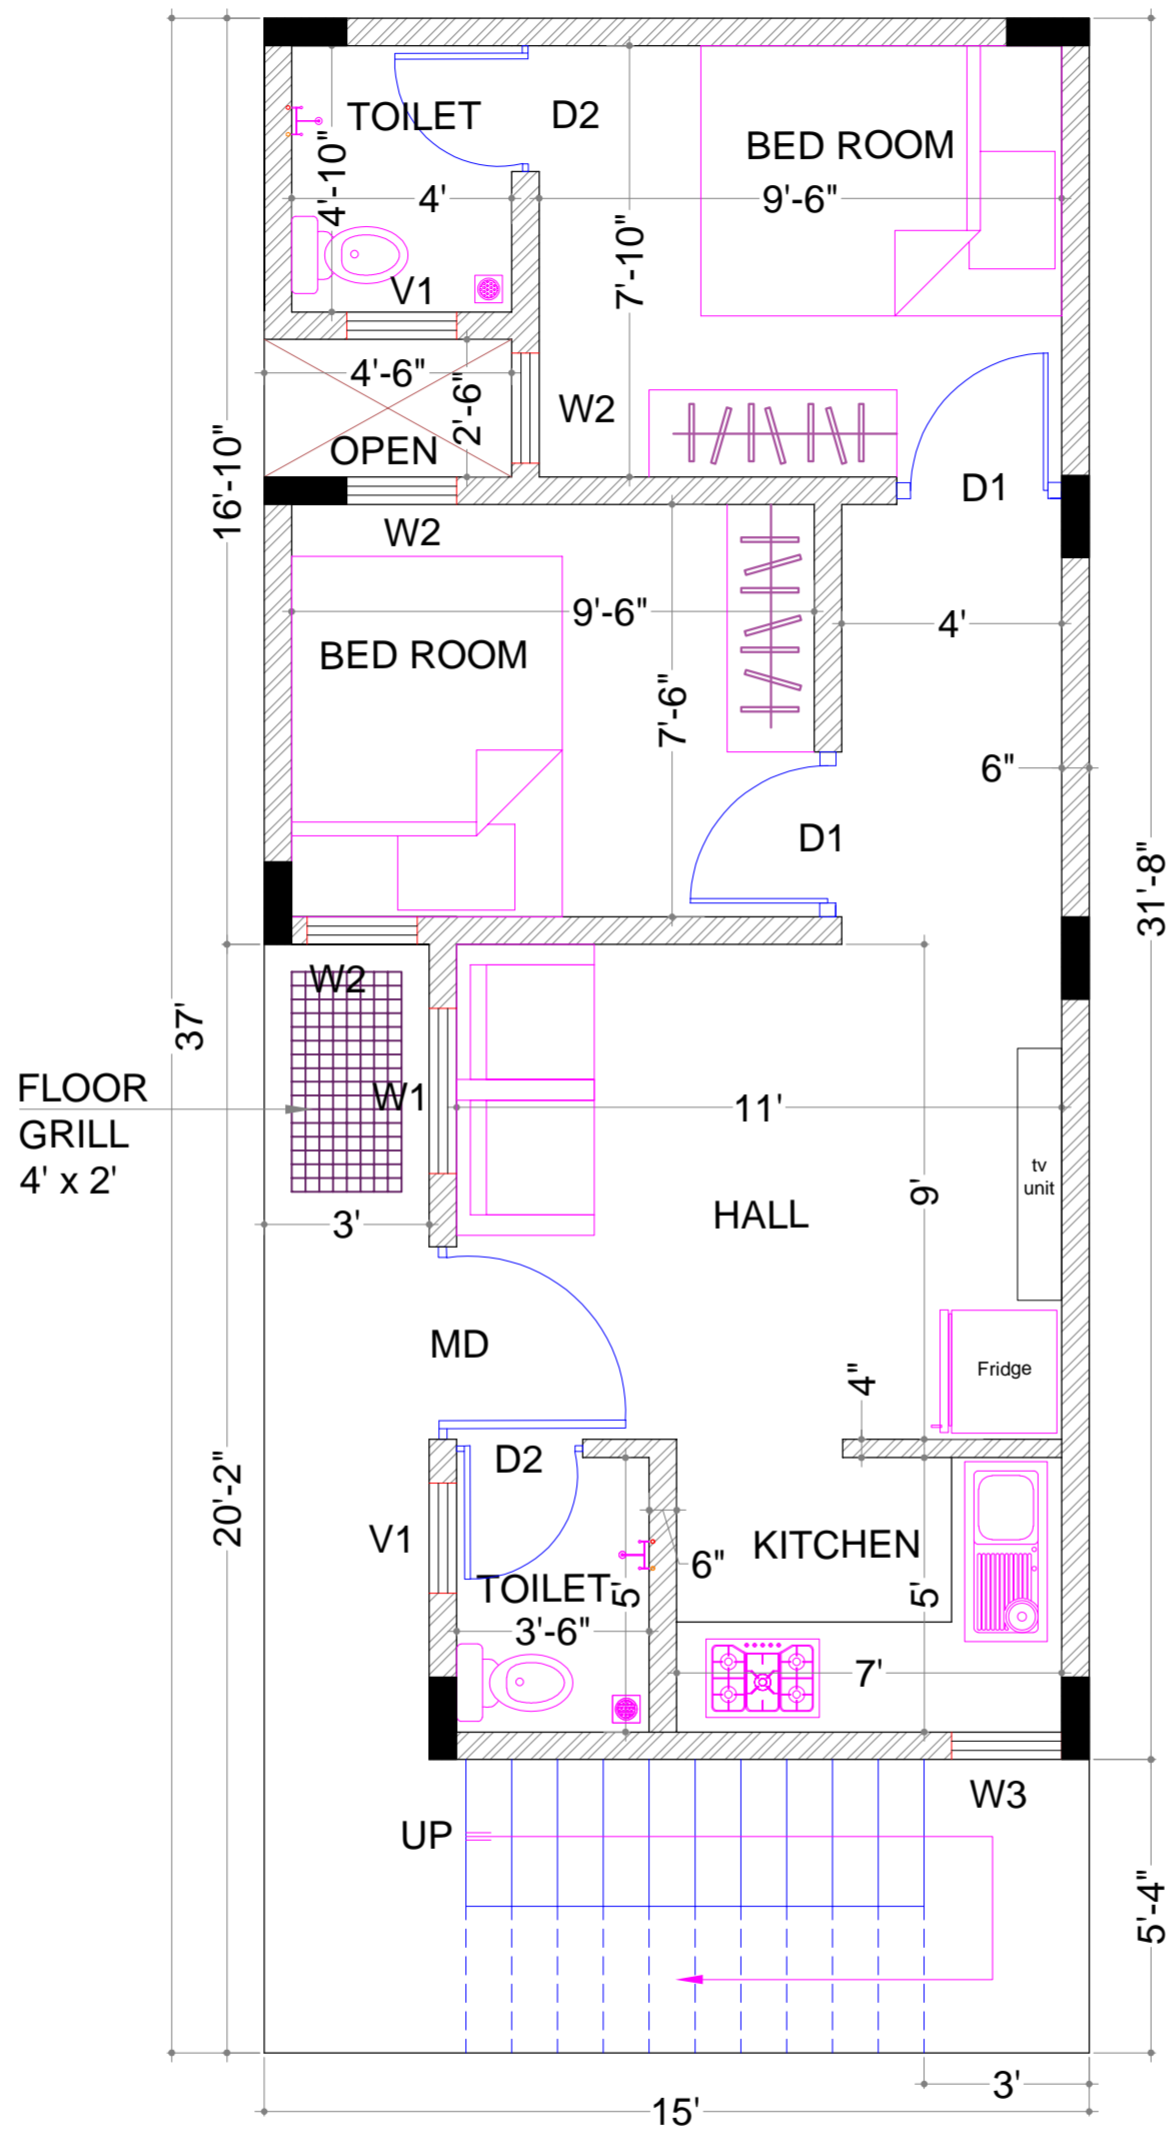 TOILET
D2
BED ROOM
4'-10"
4'
9'-6"
7'-10"
V1
4'-6"
2'-6"
W2
OPEN
16'-10"
D1
W2
9'-6"
4'
BED ROOM
7'-6"
6"
D1
31'-8"
W2
37'
FLOOR
GRILL
4' x 2'
W1
11'
tv
unit
9'
3'
HALL
MD
Fridge
4"
D2
20'-2"
V1
KITCHEN
6"
TOILET
5'
5'
3'-6"
7'
W3
UP
5'-4"
3'
15'